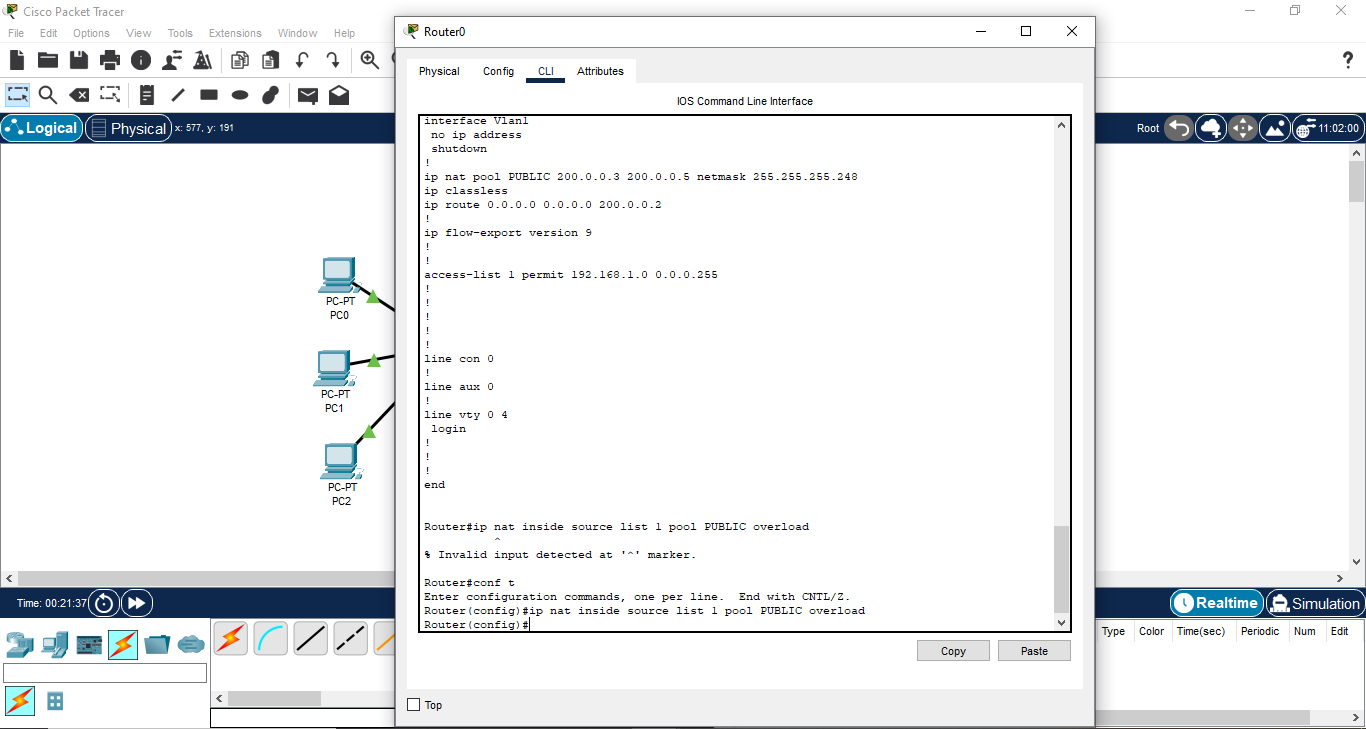 Cisco Packet Tracer
File Edit Options View Tools Extensions Window Help
Logical Physical x: 577, y: 191
Root 11:02:00
PC-PT
PC0
PC-PT
PC1
PC-PT
PC2
Router0
Physical Config CLI Attributes
IOS Command Line Interface
interface Vlan1
no ip address
shutdown
!
ip nat pool PUBLIC 200.0.0.3 200.0.0.5 netmask 255.255.255.248
ip classless
ip route 0.0.0.0 0.0.0.0 200.0.0.2
!
ip flow-export version 9
!
!
access-list 1 permit 192.168.1.0 0.0.0.255
!
!
!
!
!
line con 0
!
line aux 0
!
line vty 0 4
login
!
!
!
end
Router#ip nat inside source list 1 pool PUBLIC overload
^
% Invalid input detected at '^' marker.
Router#conf t
Enter configuration commands, one per line. End with CNTL/Z.
Router(config)#ip nat inside source list 1 pool PUBLIC overload
Router(config)#
Copy Paste
Top
Time: 00:21:37
Realtime Simulation
Type Color Time(sec) Periodic Num Edit